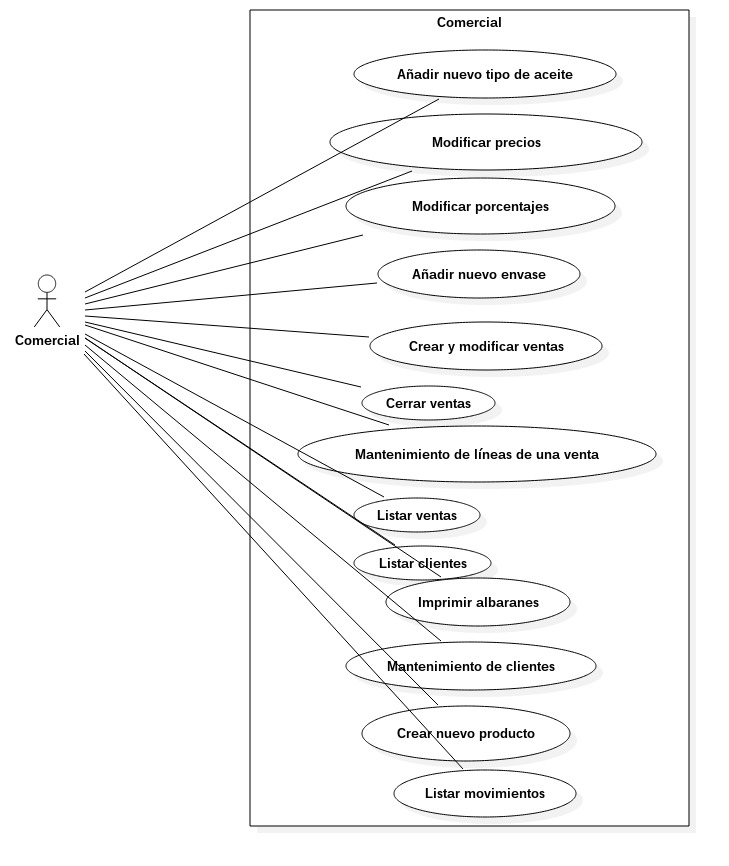 Comercial
Añadir nuevo tipo de aceite
Modificar precios
Modificar porcentajes
Añadir nuevo envase
Comercial
Crear y modificar ventas
Cerrar ventas
Mantenimiento de líneas de una venta
Listar ventas
Listar clientes
Imprimir albaranes
Mantenimiento de clientes
Crear nuevo producto
Listar movimientos